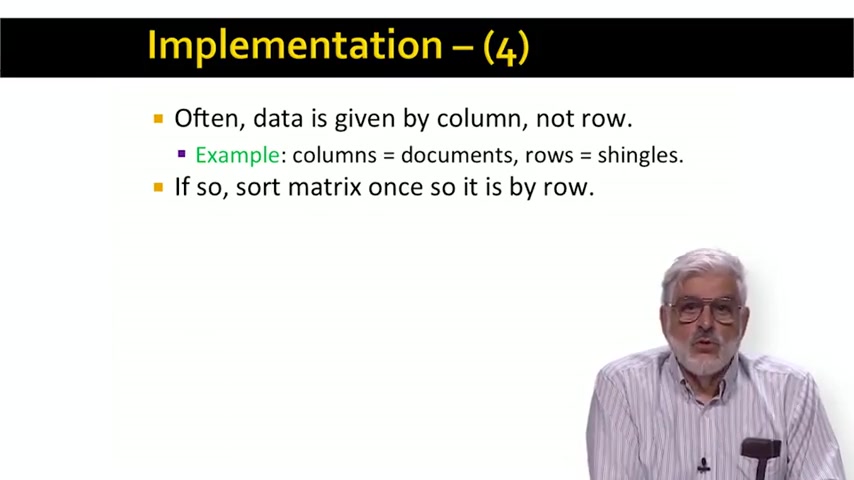 Implementation – (4)
Often, data is given by column, not row.
Example: columns = documents, rows = shingles.
If so, sort matrix once so it is by row.